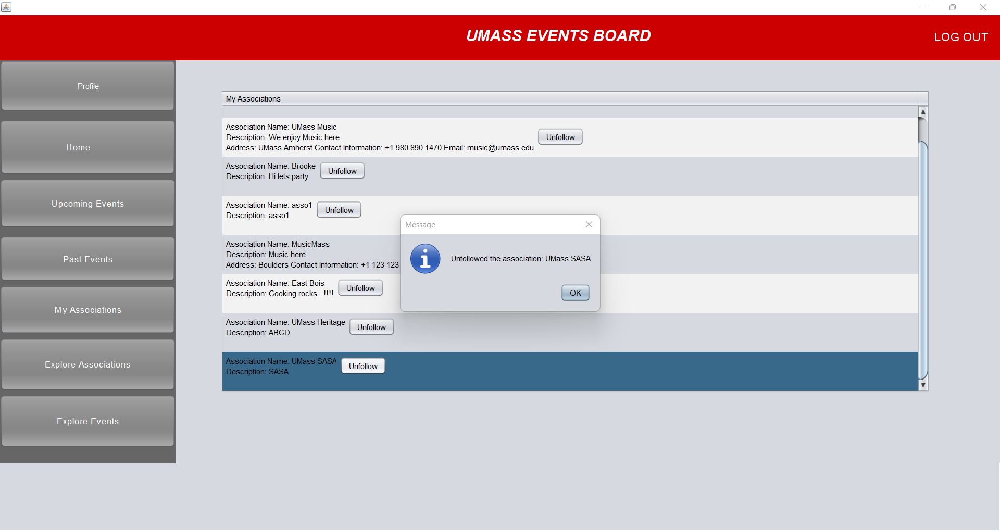 UMASS EVENTS BOARD
LOG OUT
Profile
Home
Upcoming Events
Past Events
My Associations
Explore Associations
Explore Events
My Associations
Association Name: UMass Music
Description: We enjoy Music here
Address: UMass Amherst Contact Information: +1 980 890 1470 Email: music@umass.edu
Unfollow
Association Name: Brooke
Description: Hi lets party
Unfollow
Association Name: asso1
Description: asso1
Unfollow
Association Name: MusicMass
Description: Music here
Address: Boulders Contact Information: +1 123 123
Association Name: East Bois
Description: Cooking rocks...!!!!
Unfollow
Association Name: UMass Heritage
Description: ABCD
Unfollow
Association Name: UMass SASA
Description: SASA
Unfollow
Message
Unfollowed the association: UMass SASA
OK